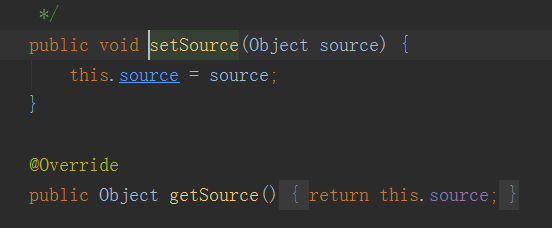 */
public void setSource(Object source) {
this.source = source;
}
@Override
public Object getSource() { return this.source; }